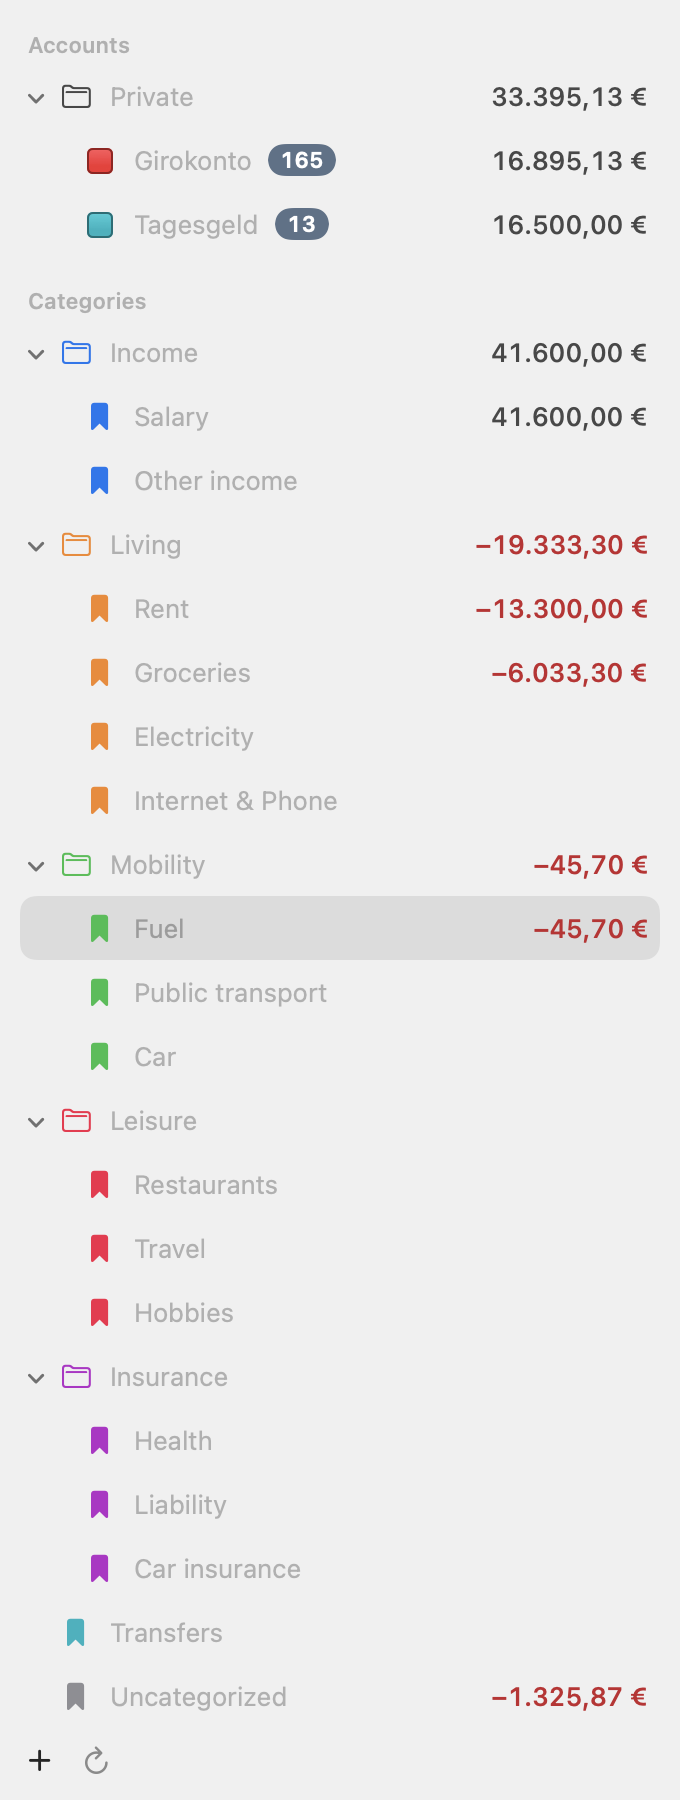 Accounts
Private 33.395,13 €
Girokonto 165 16.895,13 €
Tagesgeld 13 16.500,00 €
Categories
Income 41.600,00 €
Salary 41.600,00 €
Other income
Living −19.333,30 €
Rent −13.300,00 €
Groceries −6.033,30 €
Electricity
Internet & Phone
Mobility −45,70 €
Fuel −45,70 €
Public transport
Car
Leisure
Restaurants
Travel
Hobbies
Insurance
Health
Liability
Car insurance
Transfers
Uncategorized −1.325,87 €